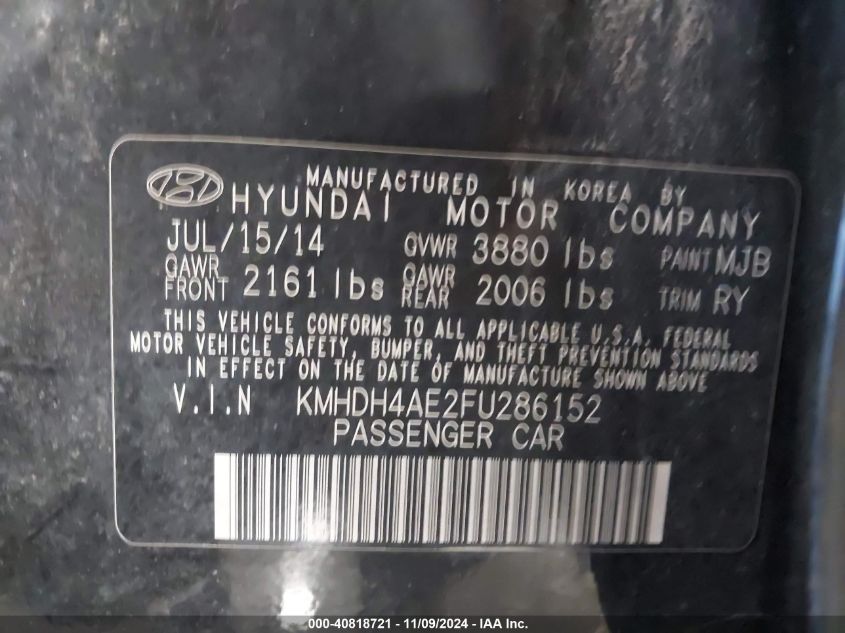 MANUFACTURED IN KOREA BY
HYUNDAI MOTOR COMPANY
JUL/15/14 GVWR 3880 lbs PAINT MJB
GAWR FRONT 2161 lbs GAWR REAR 2006 lbs TRIM RY
THIS VEHICLE CONFORMS TO ALL APPLICABLE U.S.A. FEDERAL
MOTOR VEHICLE SAFETY, BUMPER, AND THEFT PREVENTION STANDARDS
IN EFFECT ON THE DATE OF MANUFACTURE SHOWN ABOVE
V.I.N KMHDH4AE2FU286152
PASSENGER CAR
000-40818721 - 11/09/2024 - IAA Inc.